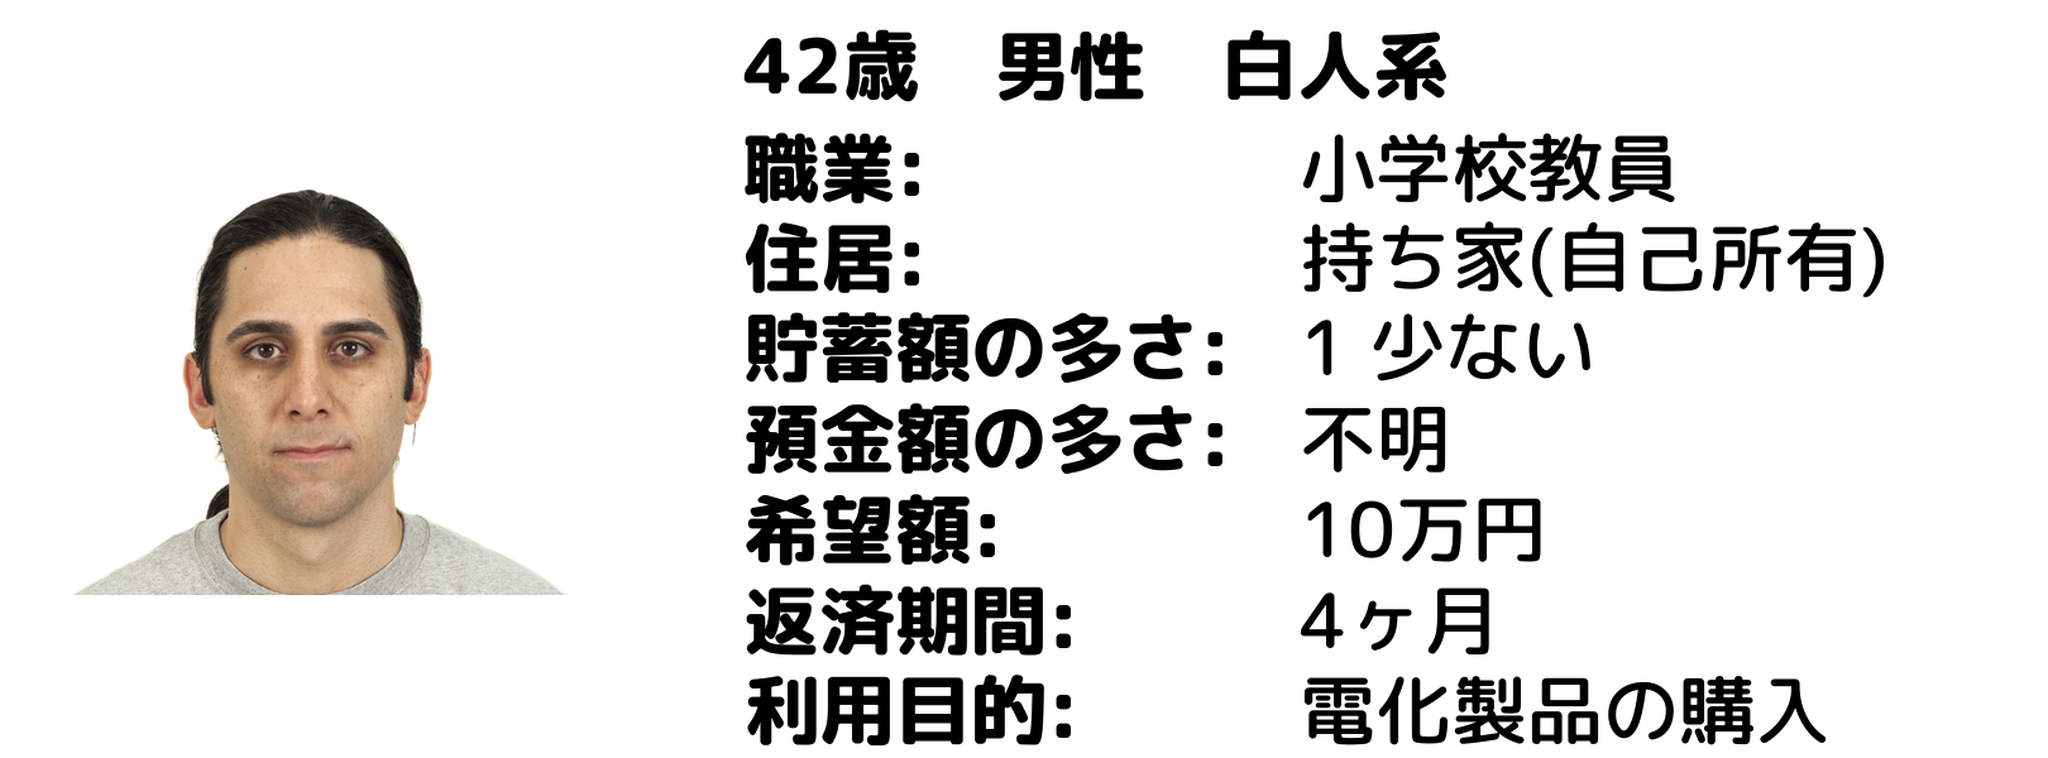 42歳　男性　白人系
職業: 小学校教員
住居: 持ち家(自己所有)
貯蓄額の多さ: 1 少ない
預金額の多さ: 不明
希望額: 10万円
返済期間: 4ヶ月
利用目的: 電化製品の購入